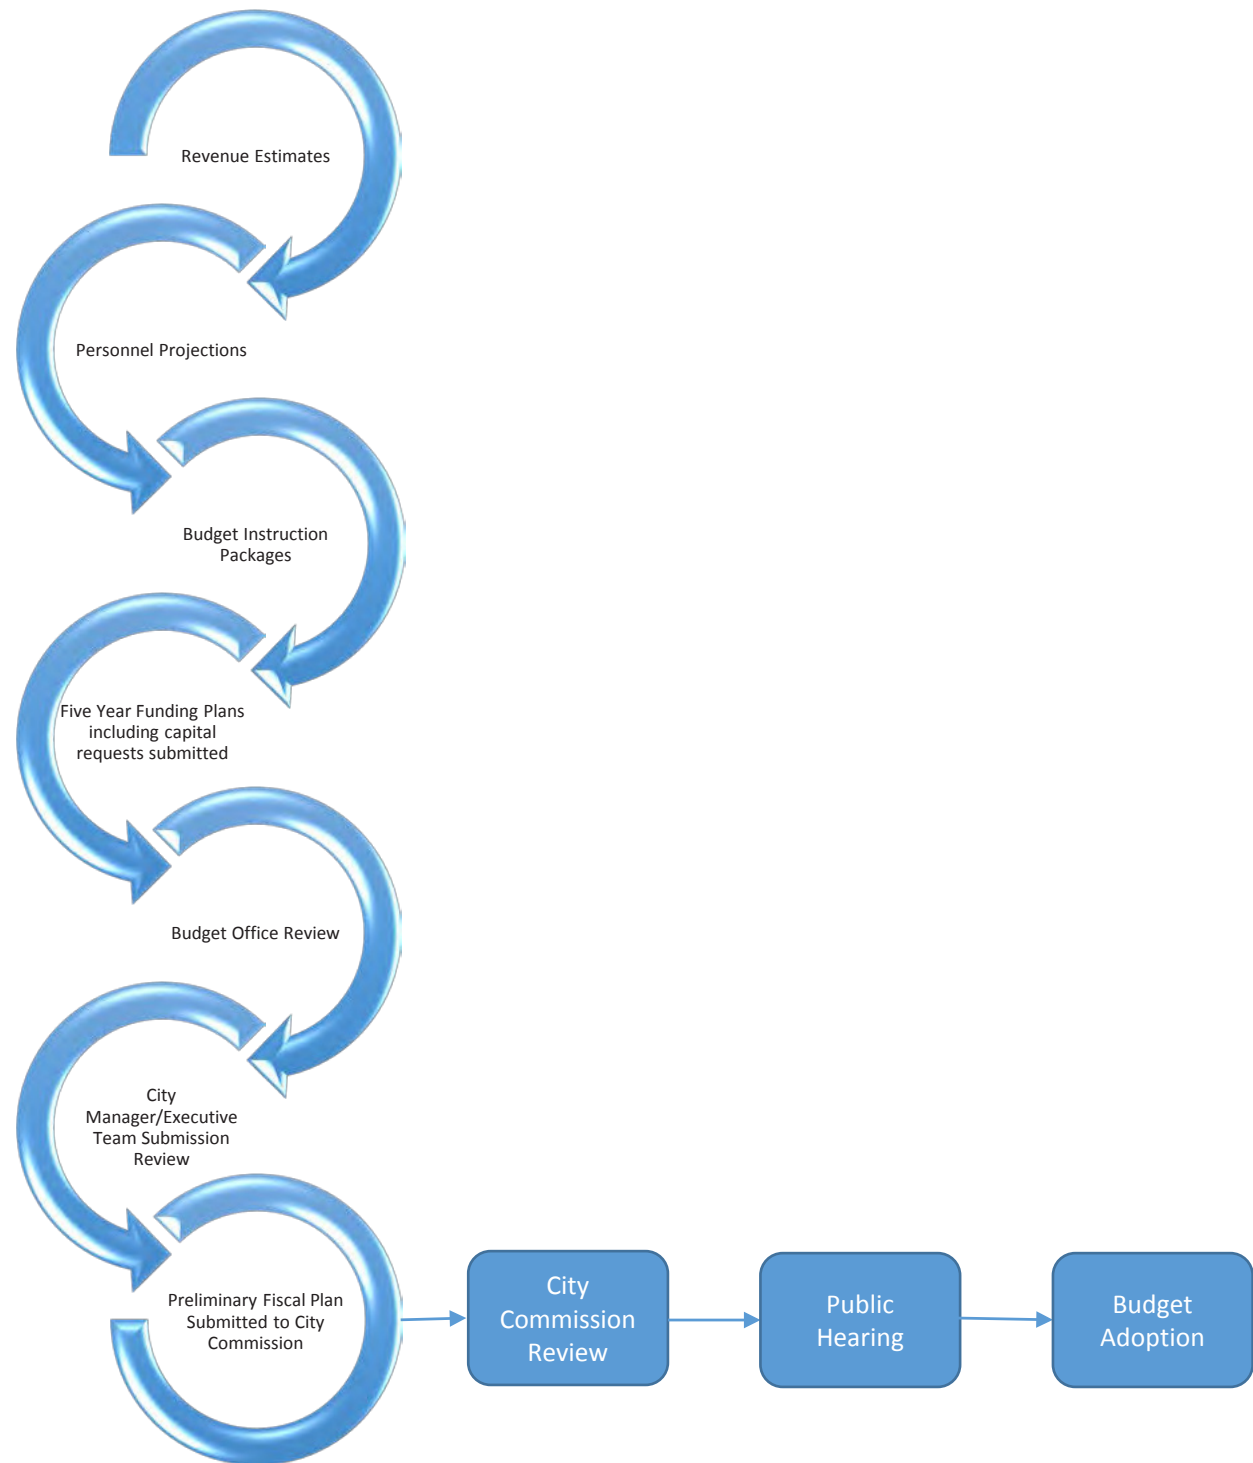 Revenue Estimates
Personnel Projections
Budget Instruction
Packages
Five Year Funding Plans
including capital
requests submitted
Budget Office Review
City
Manager/Executive
Team Submission
Review
Preliminary Fiscal Plan
Submitted to City
Commission
City
Commission
Review
Public
Hearing
Budget
Adoption